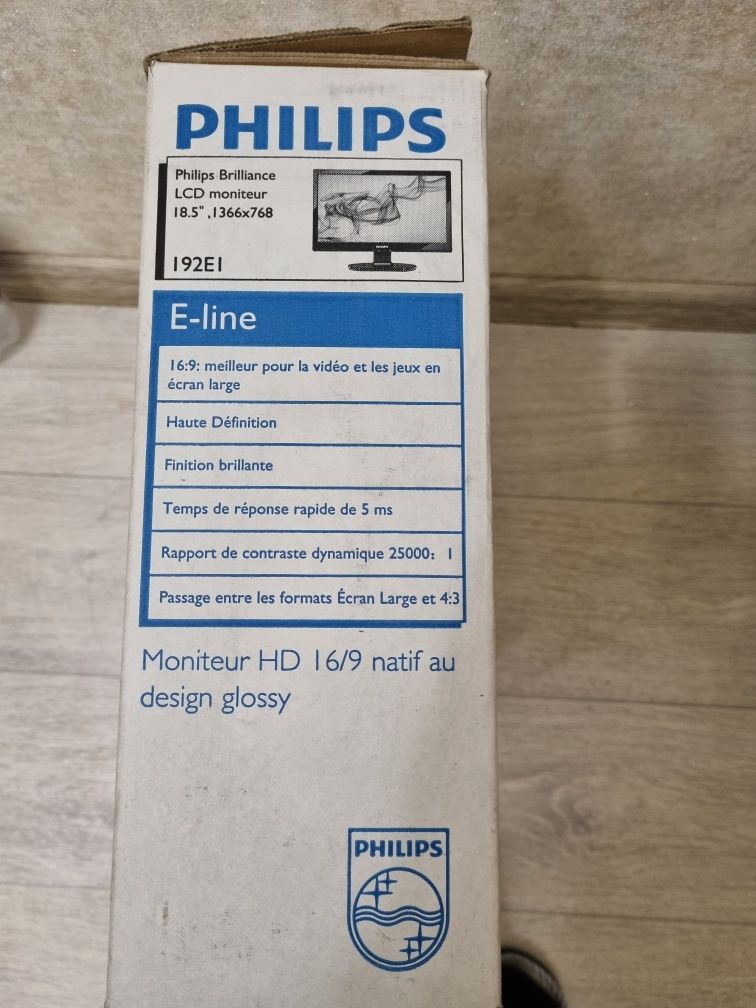 PHILIPS
Philips Brilliance
LCD moniteur
18.5" ,1366x768
192E1
E-line
16:9: meilleur pour la vidéo et les jeux en
écran large
Haute Définition
Finition brillante
Temps de réponse rapide de 5 ms
Rapport de contraste dynamique 25000: 1
Passage entre les formats Écran Large et 4:3
Moniteur HD 16/9 natif au
design glossy
PHILIPS